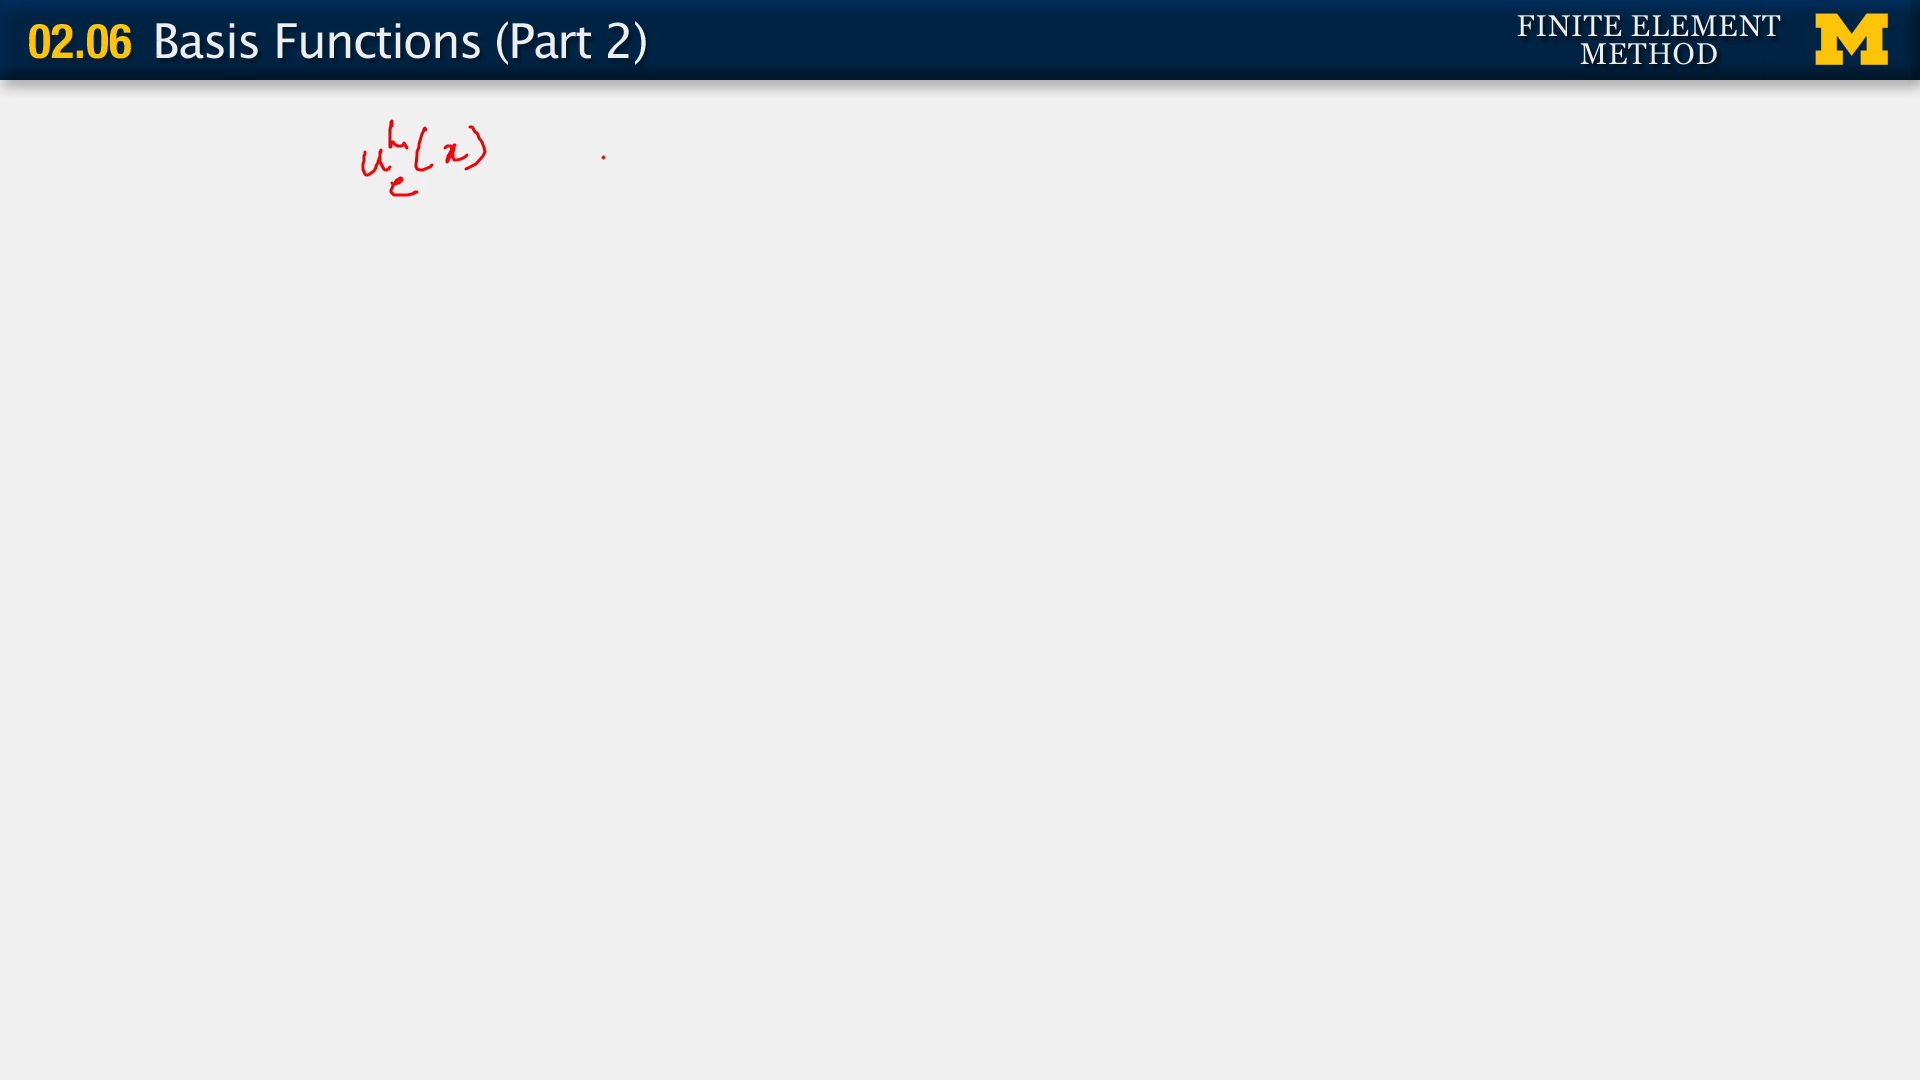 02.06 Basis Functions (Part 2)
FINITE ELEMENT
METHOD
M
u^h_e(x) .